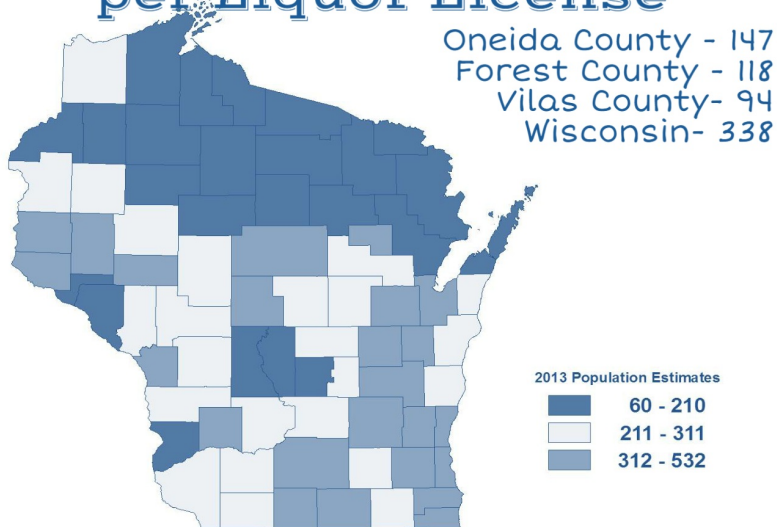 per Liquor License
Oneida County - 147
Forest County - 118
Vilas County- 94
Wisconsin- 338
2013 Population Estimates
60 - 210
211 - 311
312 - 532